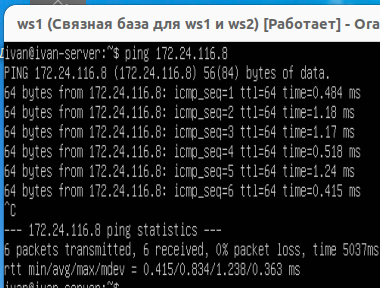 ws1 (Связная база для ws1 и ws2) [Работает] - Ora
ivan@ivan-server:~$ ping 172.24.116.8
PING 172.24.116.8 (172.24.116.8) 56(84) bytes of data.
64 bytes from 172.24.116.8: icmp_seq=1 ttl=64 time=0.484 ms
64 bytes from 172.24.116.8: icmp_seq=2 ttl=64 time=1.18 ms
64 bytes from 172.24.116.8: icmp_seq=3 ttl=64 time=1.17 ms
64 bytes from 172.24.116.8: icmp_seq=4 ttl=64 time=0.518 ms
64 bytes from 172.24.116.8: icmp_seq=5 ttl=64 time=1.24 ms
64 bytes from 172.24.116.8: icmp_seq=6 ttl=64 time=0.415 ms
^C
--- 172.24.116.8 ping statistics ---
6 packets transmitted, 6 received, 0% packet loss, time 5037ms
rtt min/avg/max/mdev = 0.415/0.834/1.238/0.363 ms
ivan@ivan-server:~$